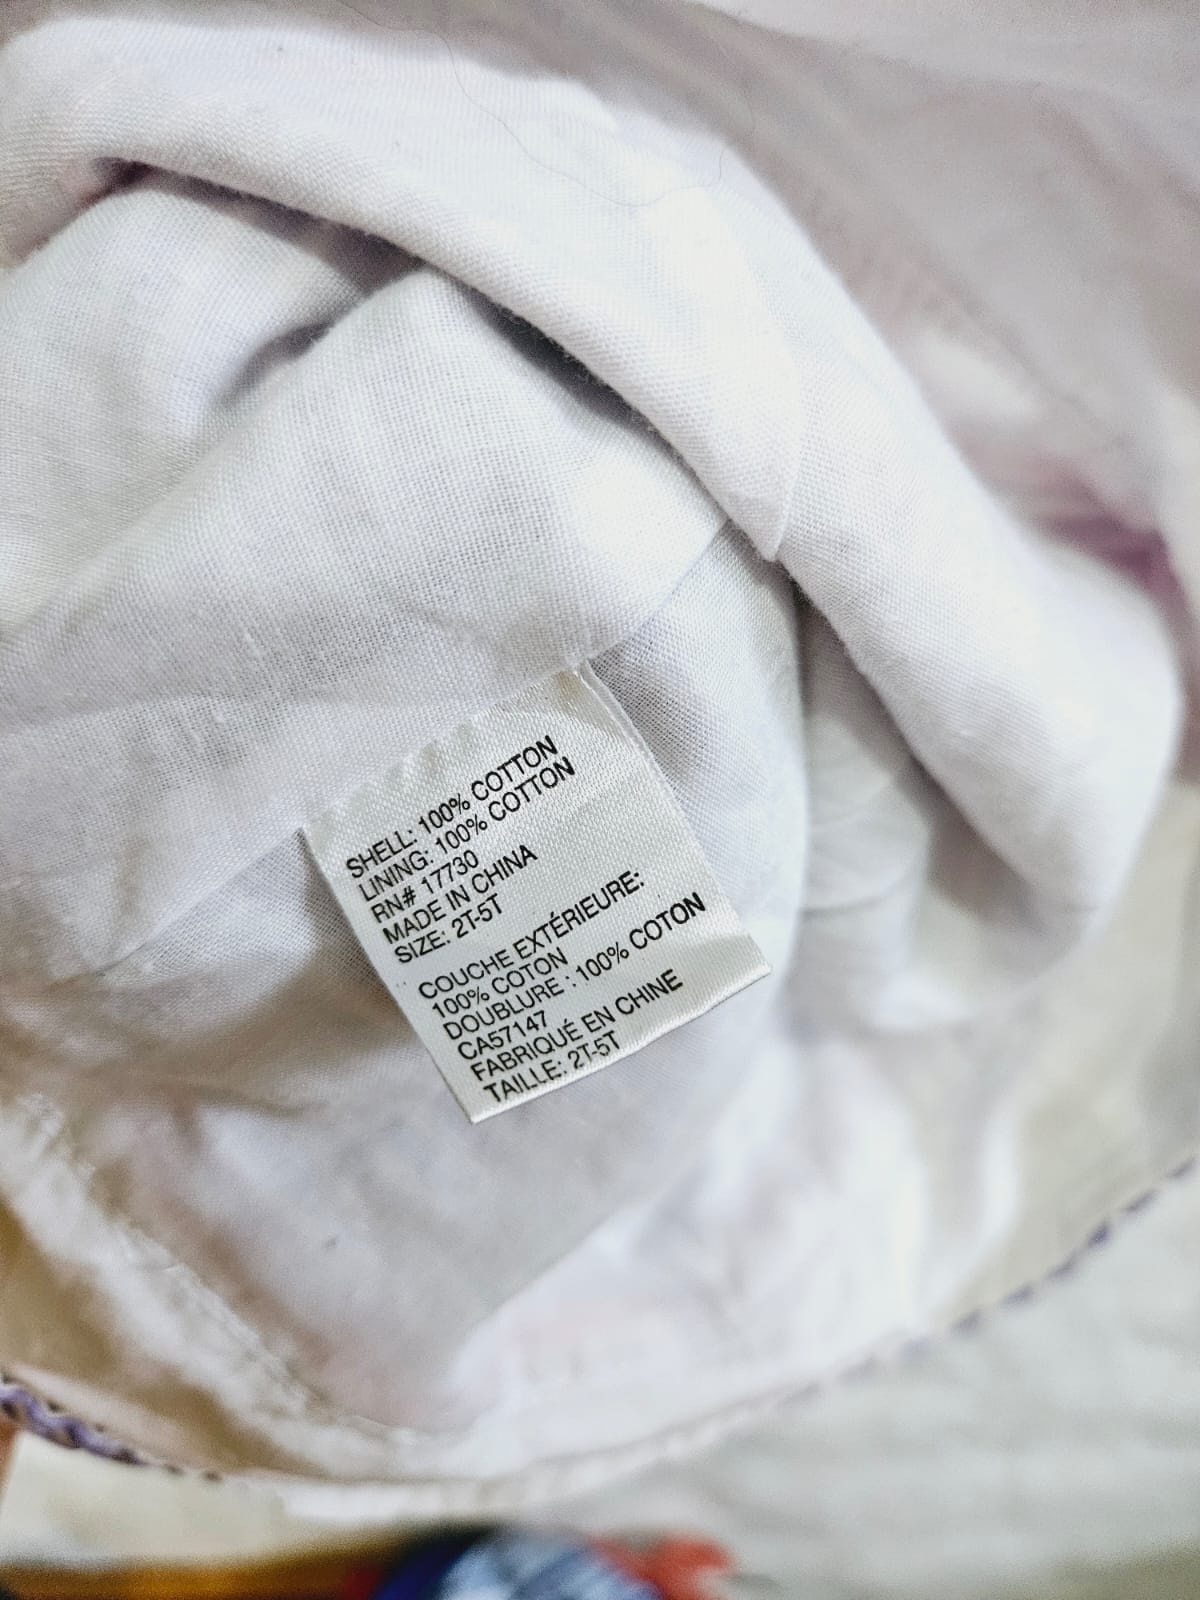 SHELL: 100% COTTON
LINING: 100% COTTON
RN# 17730
MADE IN CHINA
SIZE: 2T-5T
COUCHE EXTÉRIEURE:
100% COTON
DOUBLURE : 100% COTON
CA57147
FABRIQUÉ EN CHINE
TAILLE: 2T-5T